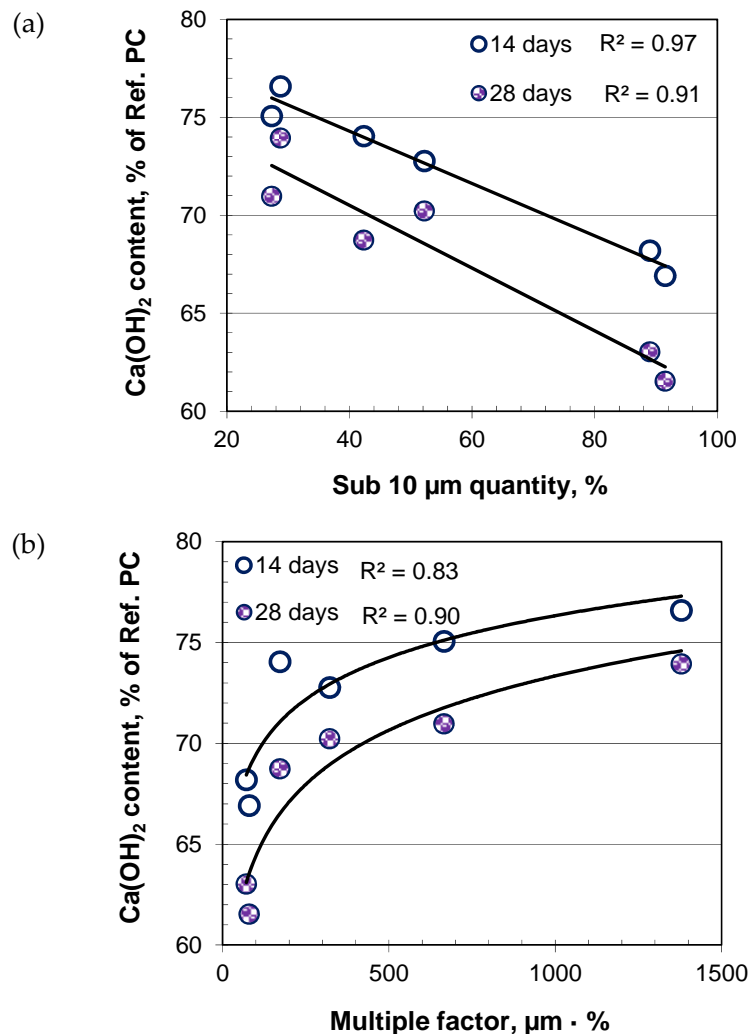 (a)
80
14 days R² = 0.97
28 days R² = 0.91
75
70
65
60
20 40 60 80 100
Ca(OH)₂ content, % of Ref. PC
Sub 10 µm quantity, %
(b)
80
14 days R² = 0.83
28 days R² = 0.90
75
70
65
60
0 500 1000 1500
Ca(OH)₂ content, % of Ref. PC
Multiple factor, µm · %